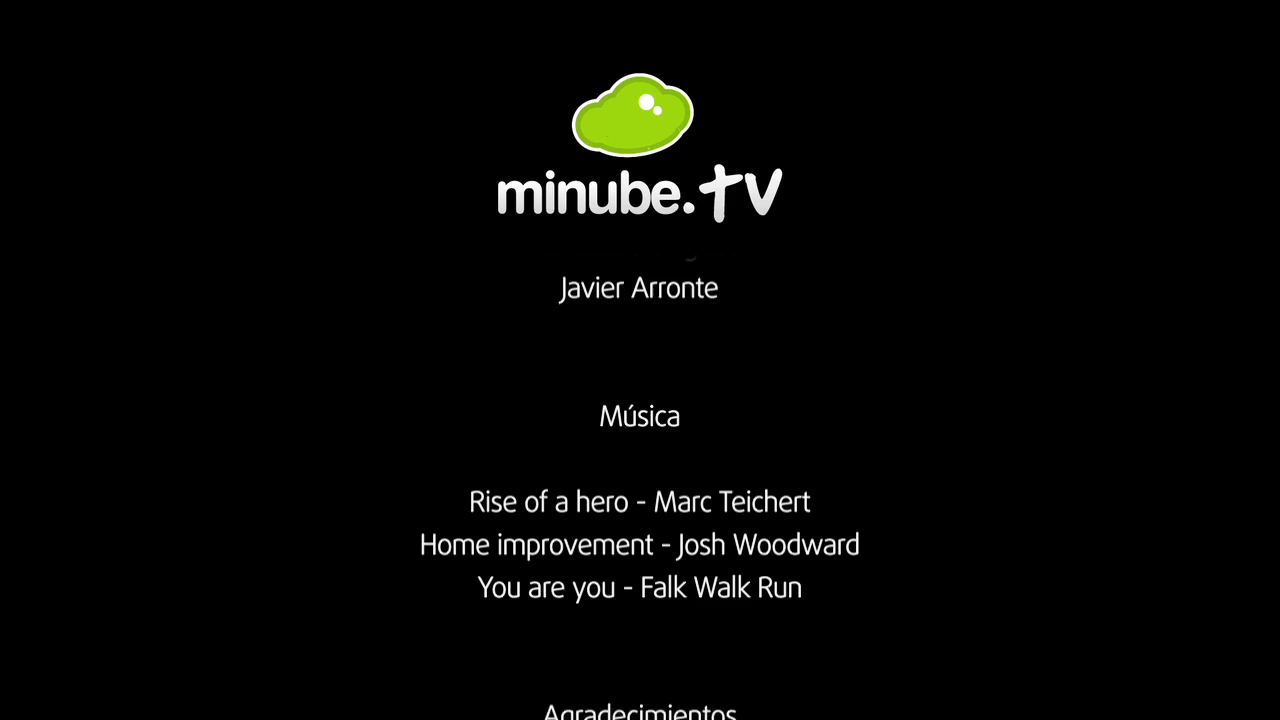 minube.tv
Javier Arronte
Música
Rise of a hero - Marc Teichert
Home improvement - Josh Woodward
You are you - Falk Walk Run
Agradecimientos